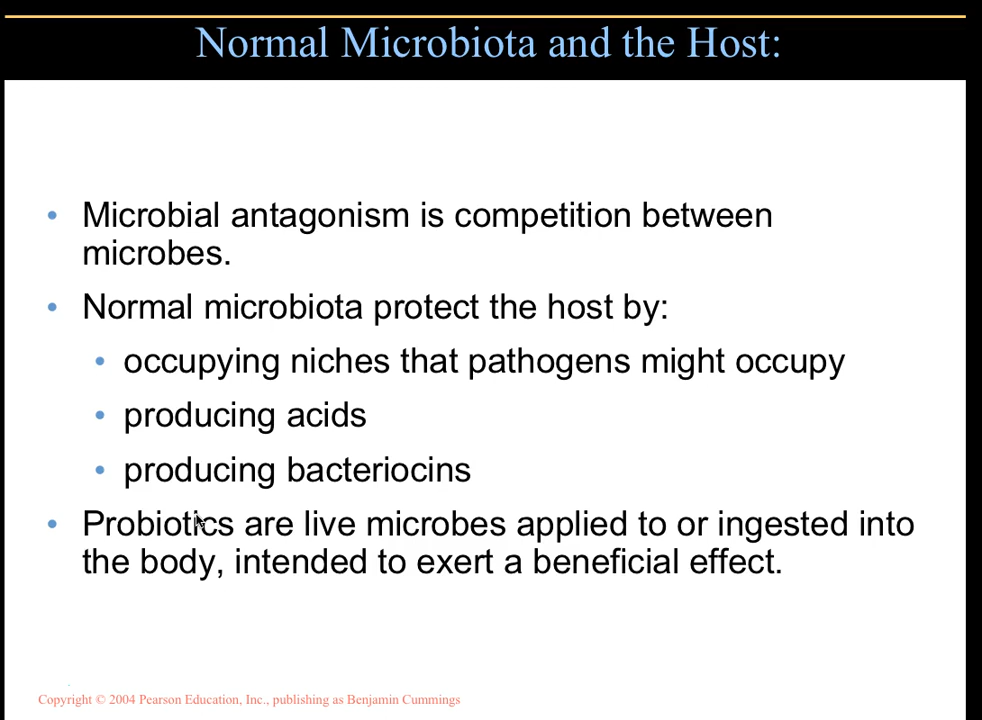 Normal Microbiota and the Host:
• Microbial antagonism is competition between
microbes.
• Normal microbiota protect the host by:
• occupying niches that pathogens might occupy
• producing acids
• producing bacteriocins
• Probiotics are live microbes applied to or ingested into
the body, intended to exert a beneficial effect.
Copyright © 2004 Pearson Education, Inc., publishing as Benjamin Cummings